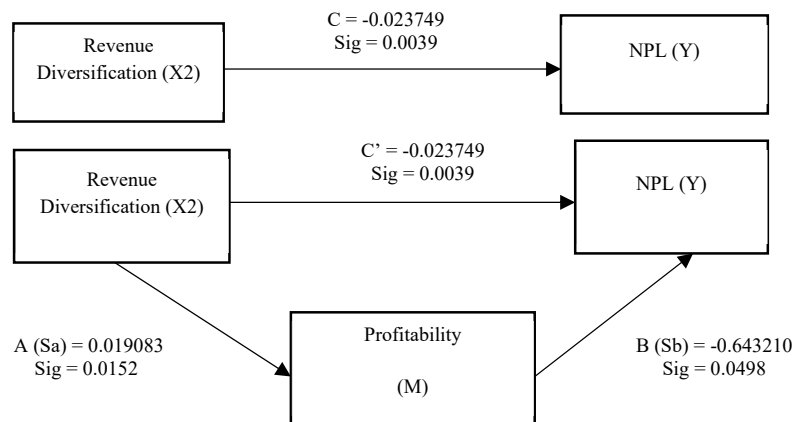 C = -0.023749
Sig = 0.0039
Revenue
Diversification (X2)
NPL (Y)
C’ = -0.023749
Sig = 0.0039
Revenue
Diversification (X2)
NPL (Y)
A (Sa) = 0.019083
Sig = 0.0152
Profitability
(M)
B (Sb) = -0.643210
Sig = 0.0498